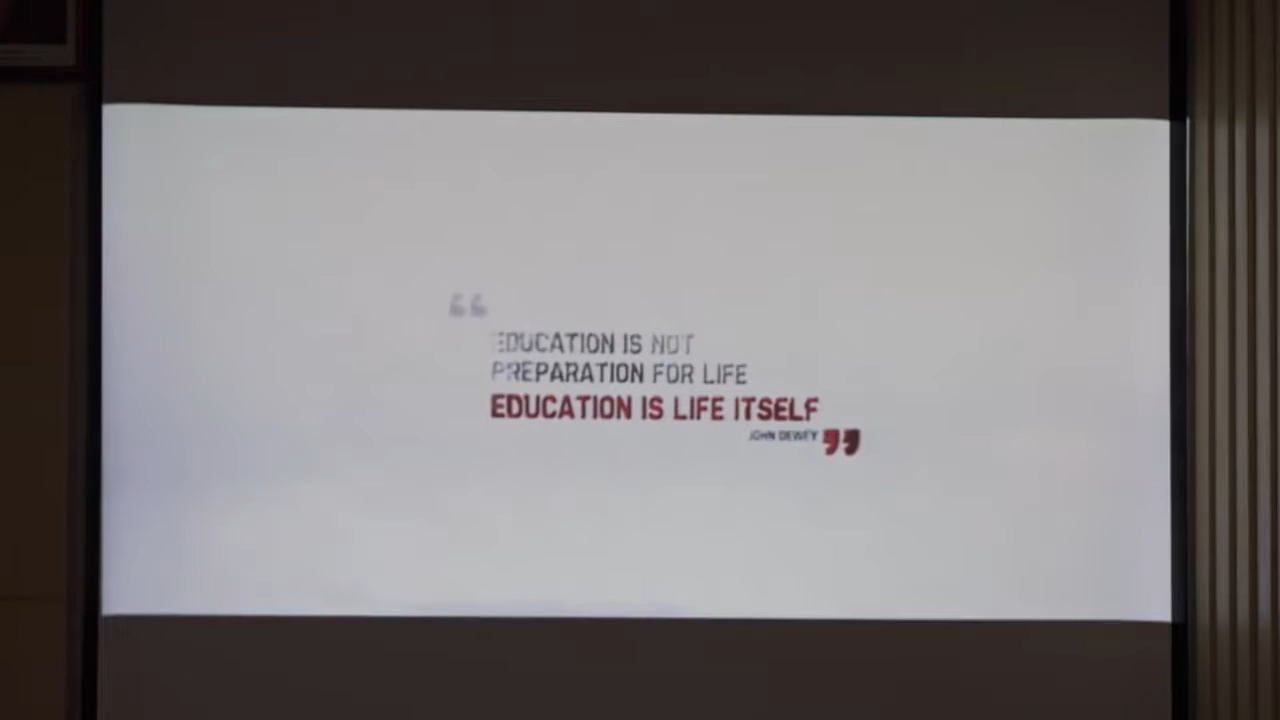 “
EDUCATION IS NOT
PREPARATION FOR LIFE
EDUCATION IS LIFE ITSELF
JOHN DEWEY ”